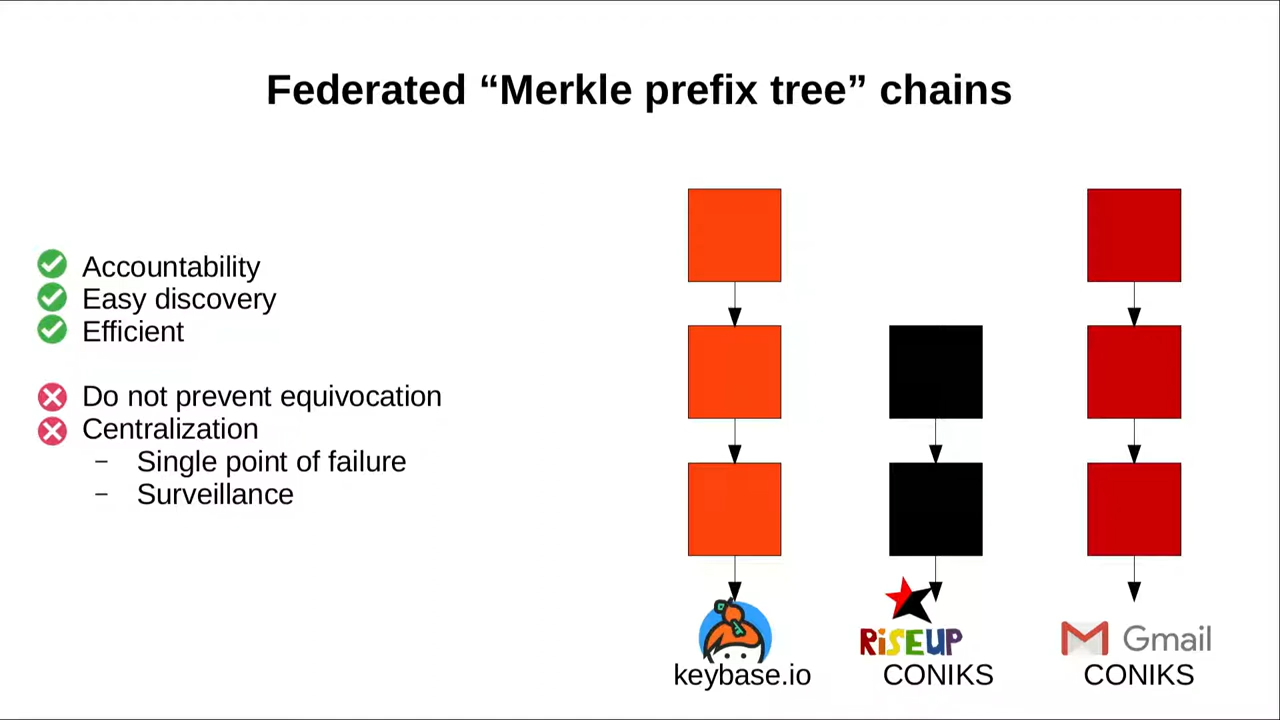 Federated “Merkle prefix tree” chains
Accountability
Easy discovery
Efficient
Do not prevent equivocation
Centralization
– Single point of failure
– Surveillance
keybase.io
RiSEUP
CONIKS
Gmail
CONIKS